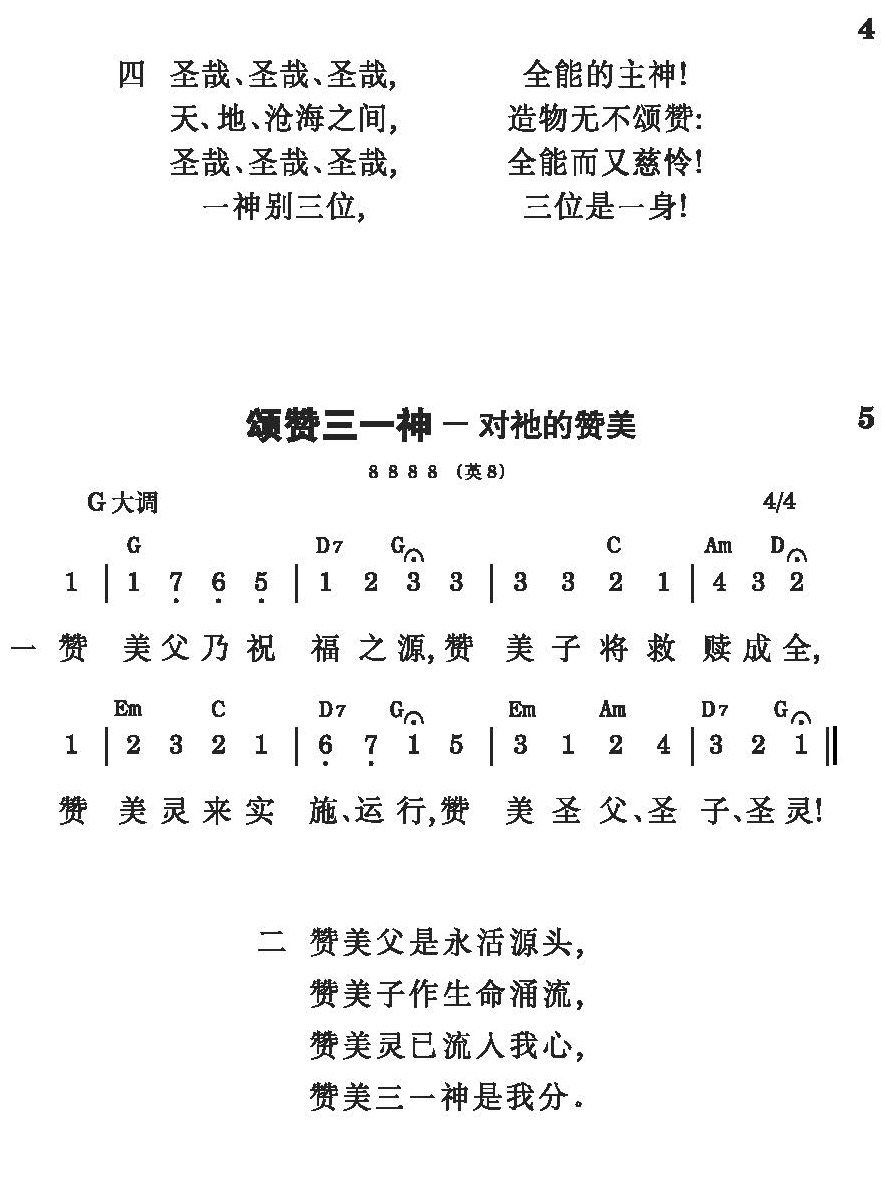 4
四 圣哉、圣哉、圣哉, 全能的主神!
天、地、沧海之间, 造物无不颂赞:
圣哉、圣哉、圣哉, 全能而又慈怜!
一神别三位, 三位是一身!
颂赞三一神 — 对祂的赞美 5
8 8 8 8 (英8)
G大调 4/4
G D7 G C Am D
1 | 1 7 6 5 | 1 2 3 3 | 3 3 2 1 | 4 3 2
一 赞 美父乃祝 福之源,赞 美子将救 赎成全,
Em C D7 G Em Am D7 G
1 | 2 3 2 1 | 6 7 1 5 | 3 1 2 4 | 3 2 1 ||
赞 美灵来实 施、运行,赞 美圣父、圣 子、圣灵!
二 赞美父是永活源头,
赞美子作生命涌流,
赞美灵已流入我心,
赞美三一神是我分。